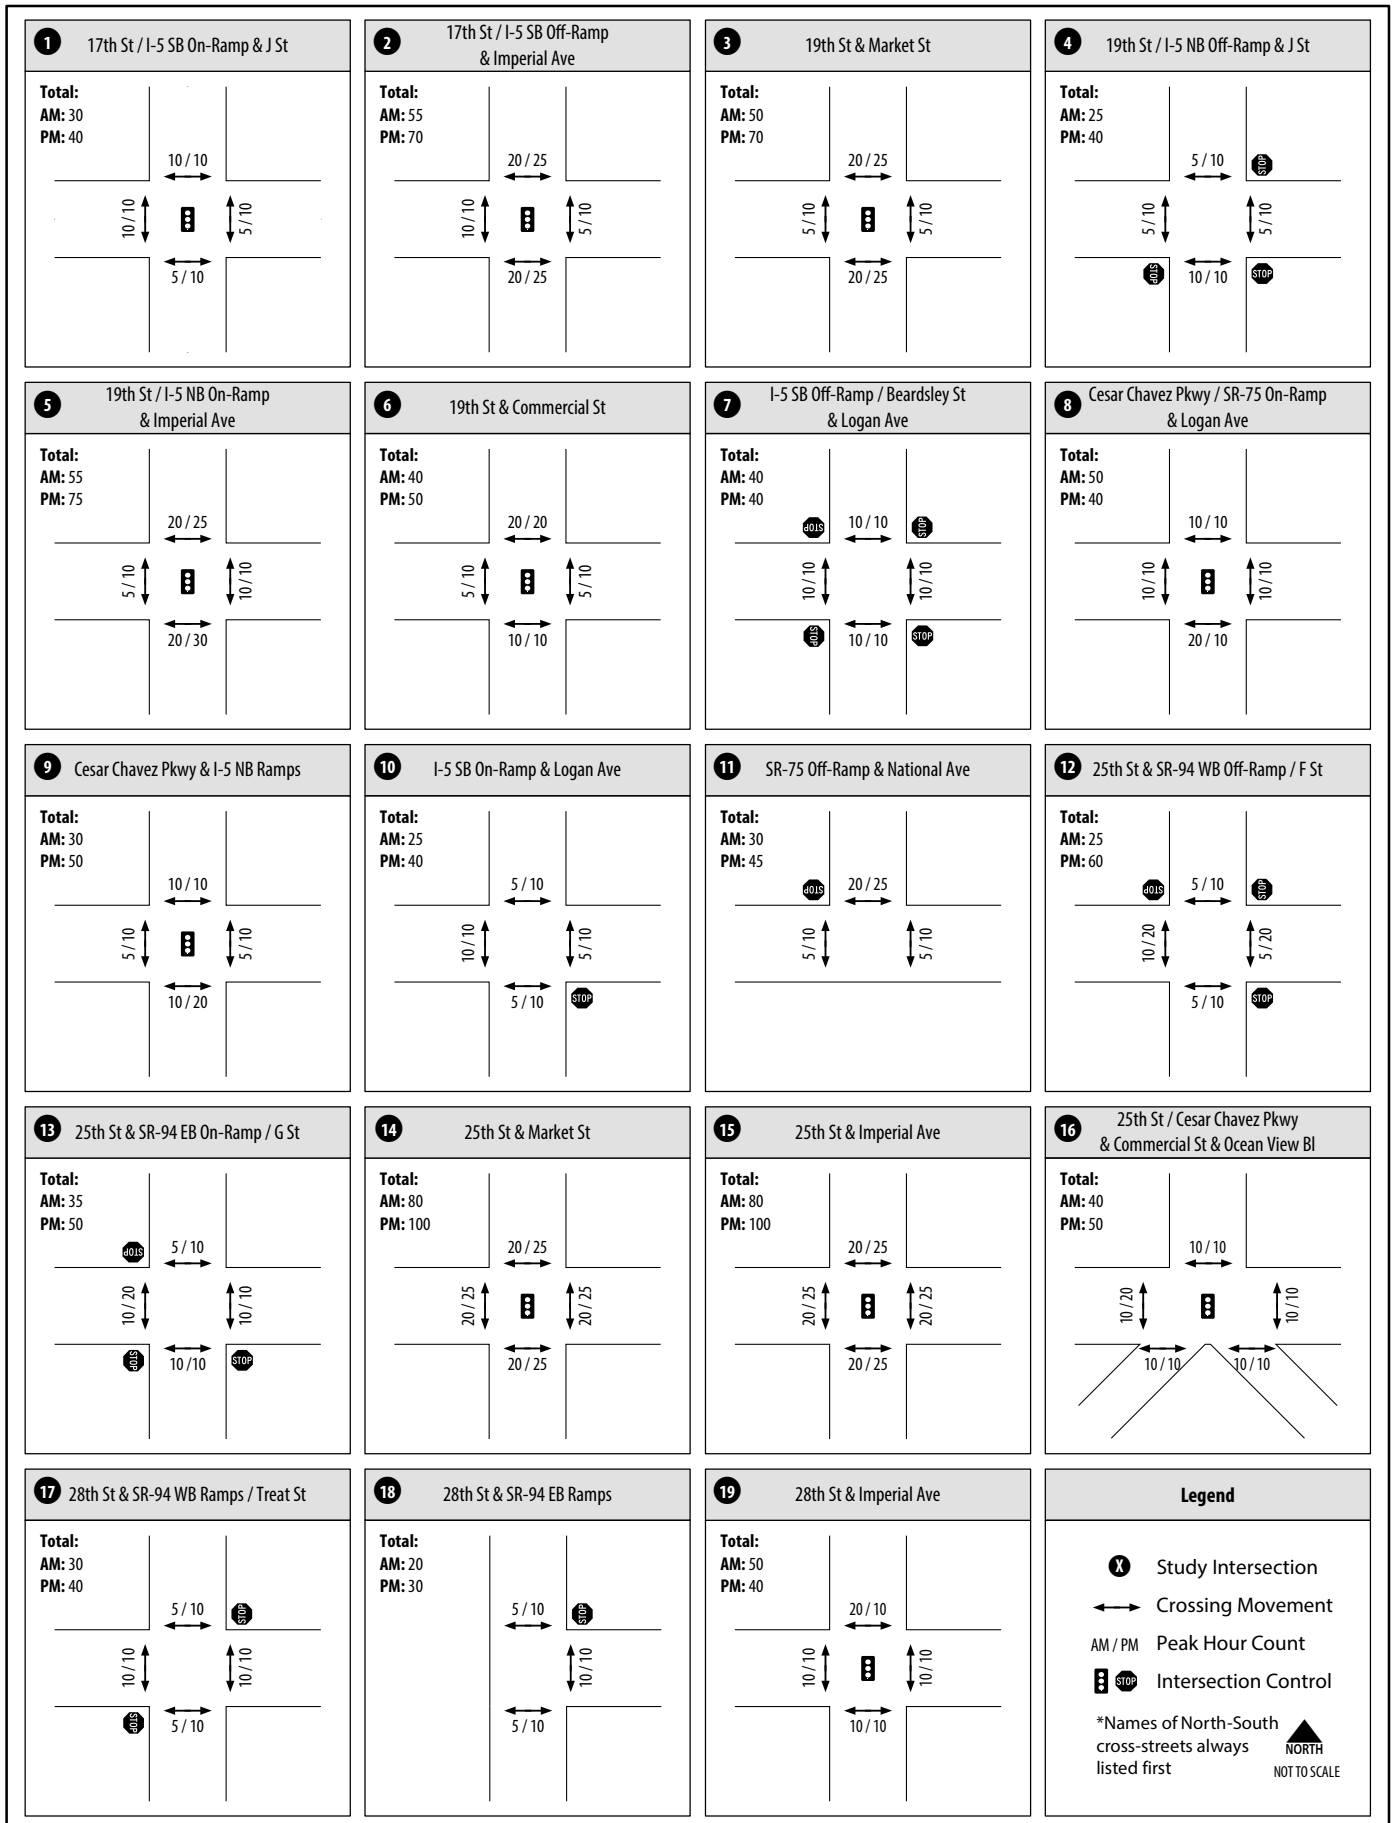 1
17th St / I-5 SB On-Ramp & J St
Total:
AM: 30
PM: 40
10 / 10
10 / 10
5 / 10
5 / 10
2
17th St / I-5 SB Off-Ramp
& Imperial Ave
Total:
AM: 55
PM: 70
20 / 25
10 / 10
5 / 10
20 / 25
3
19th St & Market St
Total:
AM: 50
PM: 70
20 / 25
5 / 10
5 / 10
20 / 25
4
19th St / I-5 NB Off-Ramp & J St
Total:
AM: 25
PM: 40
5 / 10
STOP
5 / 10
5 / 10
STOP
10 / 10
STOP
5
19th St / I-5 NB On-Ramp
& Imperial Ave
Total:
AM: 55
PM: 75
20 / 25
5 / 10
10 / 10
20 / 30
6
19th St & Commercial St
Total:
AM: 40
PM: 50
20 / 20
5 / 10
5 / 10
10 / 10
7
I-5 SB Off-Ramp / Beardsley St
& Logan Ave
Total:
AM: 40
PM: 40
STOP
10 / 10
STOP
10 / 10
10 / 10
STOP
10 / 10
STOP
8
Cesar Chavez Pkwy / SR-75 On-Ramp
& Logan Ave
Total:
AM: 50
PM: 40
10 / 10
10 / 10
10 / 10
20 / 10
9
Cesar Chavez Pkwy & I-5 NB Ramps
Total:
AM: 30
PM: 50
10 / 10
5 / 10
5 / 10
10 / 20
10
I-5 SB On-Ramp & Logan Ave
Total:
AM: 25
PM: 40
5 / 10
10 / 10
5 / 10
5 / 10
STOP
11
SR-75 Off-Ramp & National Ave
Total:
AM: 30
PM: 45
STOP
20 / 25
5 / 10
5 / 10
12
25th St & SR-94 WB Off-Ramp / F St
Total:
AM: 25
PM: 60
STOP
5 / 10
STOP
10 / 20
5 / 20
5 / 10
STOP
13
25th St & SR-94 EB On-Ramp / G St
Total:
AM: 35
PM: 50
STOP
5 / 10
10 / 20
10 / 10
STOP
10 /10
STOP
14
25th St & Market St
Total:
AM: 80
PM: 100
20 / 25
20 / 25
20 / 25
20 / 25
15
25th St & Imperial Ave
Total:
AM: 80
PM: 100
20 / 25
20 / 25
20 / 25
20 / 25
16
25th St / Cesar Chavez Pkwy
& Commercial St & Ocean View Bl
Total:
AM: 40
PM: 50
10 / 10
10 / 20
10 / 10
10 / 10
10 / 10
17
28th St & SR-94 WB Ramps / Treat St
Total:
AM: 30
PM: 40
5 / 10
STOP
10 / 10
10 / 10
STOP
5 / 10
18
28th St & SR-94 EB Ramps
Total:
AM: 20
PM: 30
5 / 10
STOP
10 / 10
5 / 10
19
28th St & Imperial Ave
Total:
AM: 50
PM: 40
20 / 10
10 / 10
10 / 10
10 / 10
Legend
X Study Intersection
Crossing Movement
AM / PM Peak Hour Count
STOP Intersection Control
*Names of North-South
cross-streets always
listed first
NORTH
NOT TO SCALE